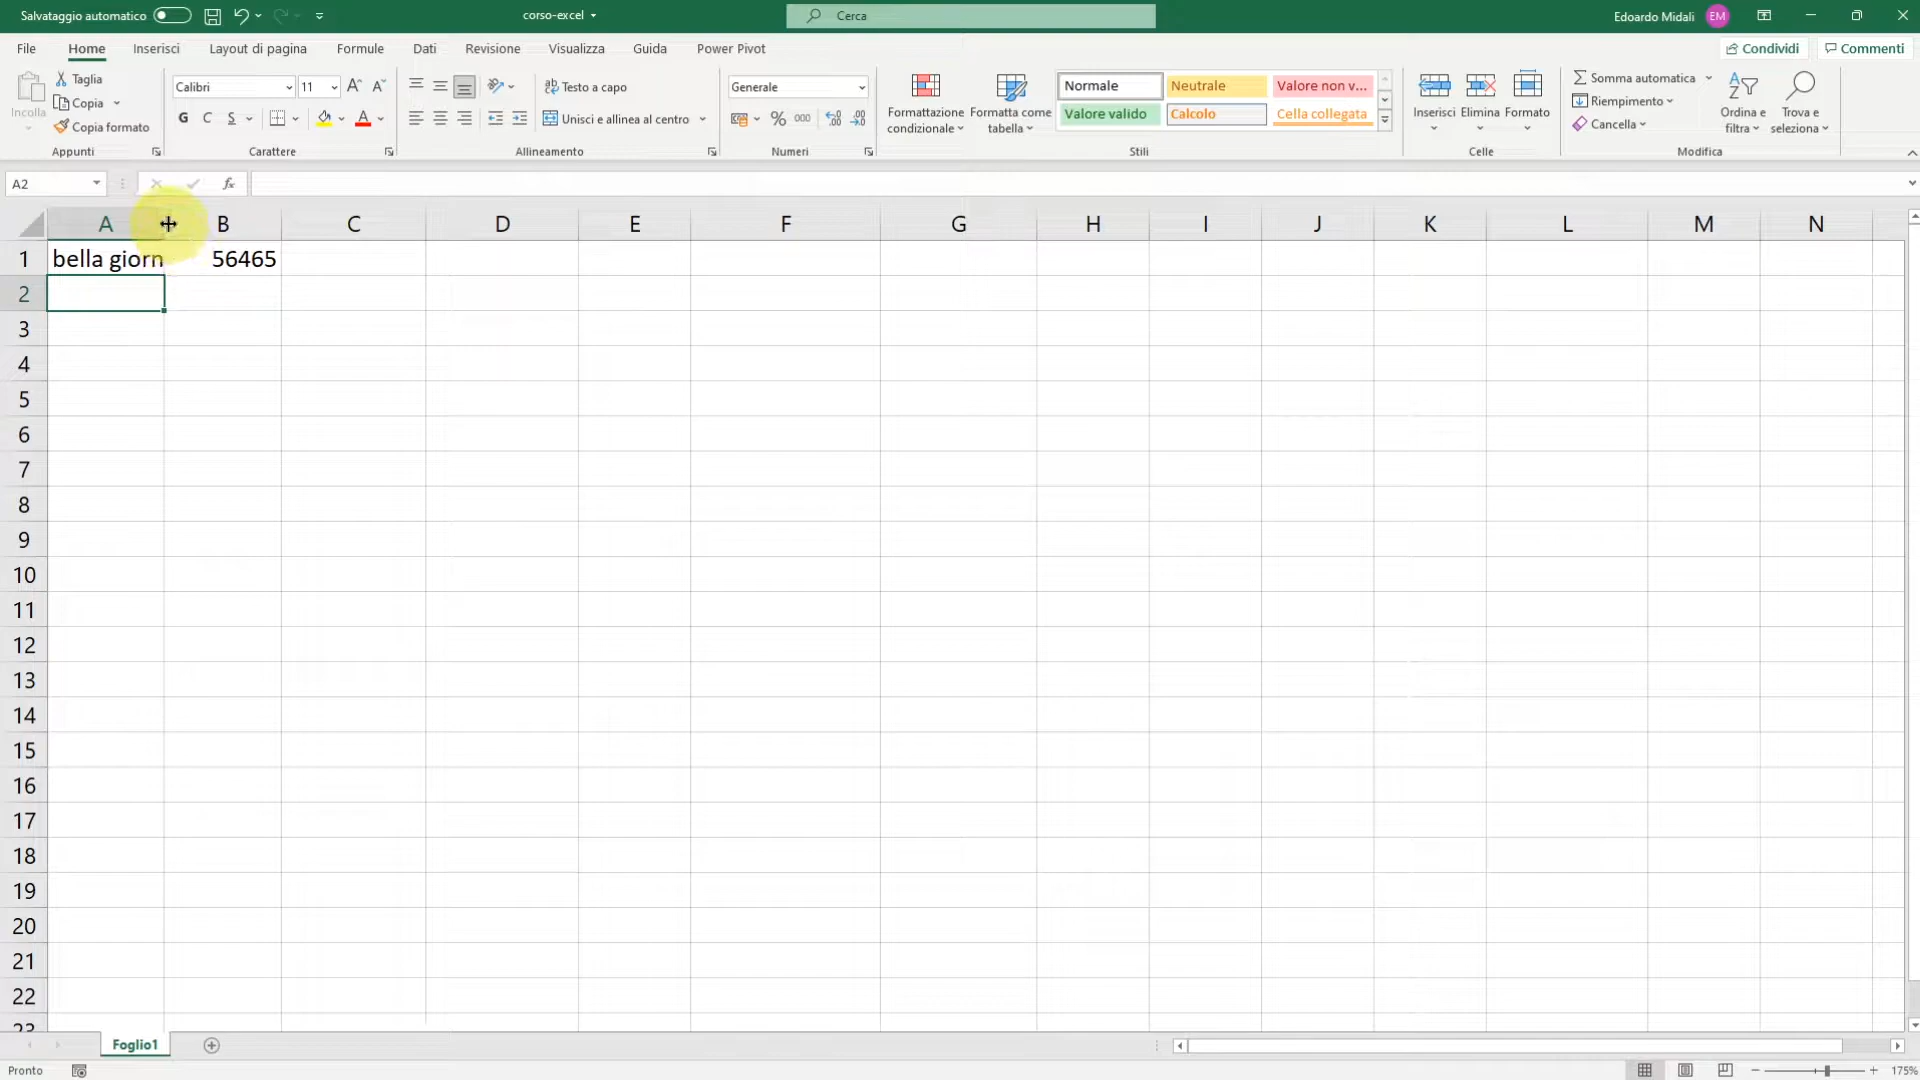 Salvataggio automatico
corso-excel
Cerca
Edoardo Midali
EM
File
Home
Inserisci
Layout di pagina
Formule
Dati
Revisione
Visualizza
Guida
Power Pivot
Condividi
Commenti
Incolla
Taglia
Copia
Copia formato
Appunti
Calibri
11
G C S
Carattere
Testo a capo
Unisci e allinea al centro
Allineamento
Generale
% 000
Numeri
Formattazione condizionale
Formatta come tabella
Normale
Neutrale
Valore non v...
Valore valido
Calcolo
Cella collegata
Stili
Inserisci
Elimina
Formato
Celle
Somma automatica
Riempimento
Cancella
Ordina e filtra
Trova e seleziona
Modifica
A2
fx
A B C D E F G H I J K L M N
1 bella giorn 56465
2
3
4
5
6
7
8
9
10
11
12
13
14
15
16
17
18
19
20
21
22
23
Foglio1
Pronto
175%